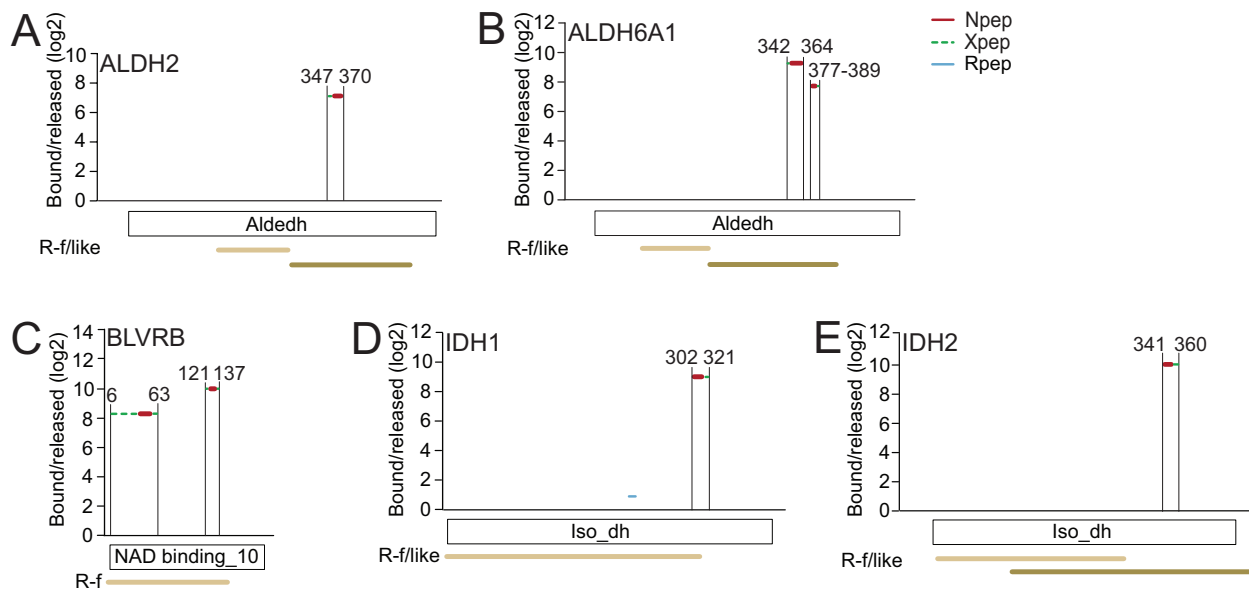 A
ALDH2
Bound/released (log2)
10
8
6
4
2
0
347 370
Aldedh
R-f/like
B
ALDH6A1
Bound/released (log2)
12
10
8
6
4
2
0
342 364
377-389
Aldedh
R-f/like
Npep
Xpep
Rpep
C
BLVRB
Bound/released (log2)
14
12
10
8
6
4
2
0
6 63
121 137
NAD binding_10
R-f
D
IDH1
Bound/released (log2)
12
10
8
6
4
2
0
302 321
Iso_dh
R-f/like
E
IDH2
Bound/released (log2)
12
10
8
6
4
2
0
341 360
Iso_dh
R-f/like